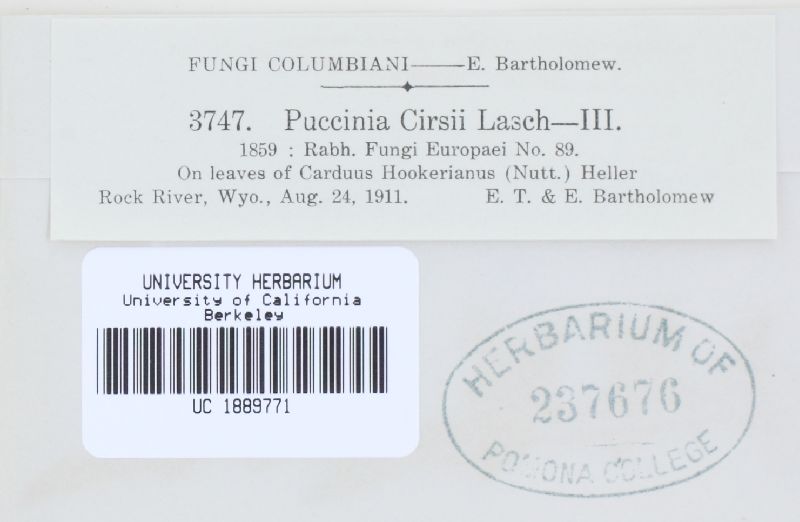 FUNGI COLUMBIANI——E. Bartholomew.
3747. Puccinia Cirsii Lasch—III.
1859 : Rabh. Fungi Europaei No. 89.
On leaves of Carduus Hookerianus (Nutt.) Heller
Rock River, Wyo., Aug. 24, 1911. E. T. & E. Bartholomew
UNIVERSITY HERBARIUM
University of California
Berkeley
UC 1889771
HERBARIUM OF
237676
POMONA COLLEGE